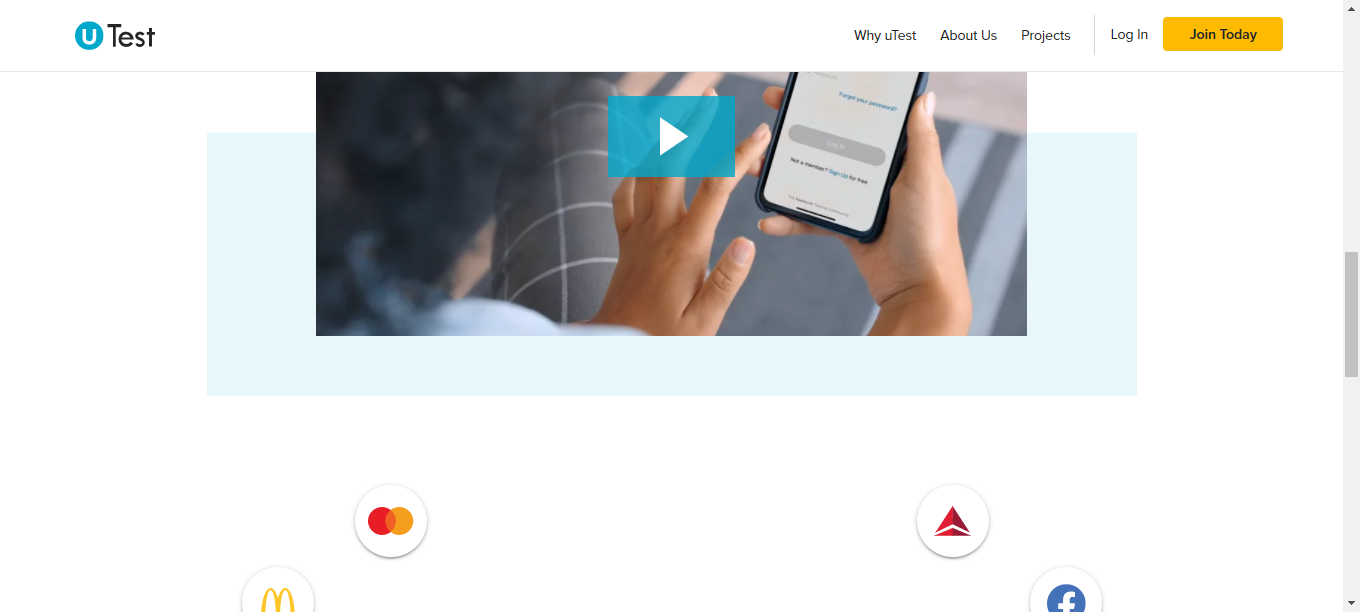 u Test
Why uTest
About Us
Projects
Log In
Join Today
Forgot your password?
Log In
Not a member? Sign Up for free